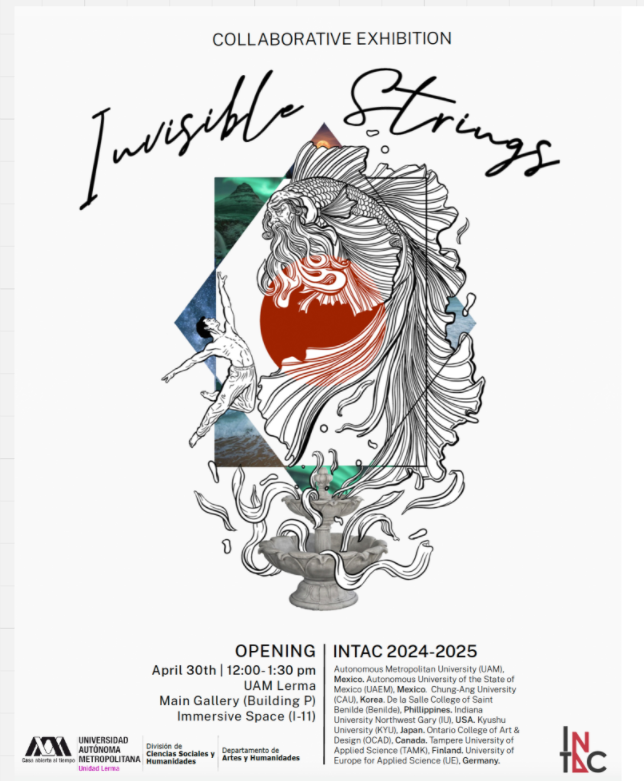 COLLABORATIVE EXHIBITION
Invisible Strings
OPENING
April 30th | 12:00-1:30 pm
UAM Lerma
Main Gallery (Building P)
Immersive Space (I-11)
INTAC 2024-2025
Autonomous Metropolitan University (UAM),
Mexico. Autonomous University of the State of
Mexico (UAEM), Mexico. Chung-Ang University
(CAU), Korea. De la Salle College of Saint
Benilde (Benilde), Phillippines. Indiana
University Northwest Gary (IU), USA. Kyushu
University (KYU), Japan. Ontario College of Art &
Design (OCAD), Canada. Tampere University of
Applied Science (TAMK), Finland. University of
Europe for Applied Science (UE), Germany.
Casa abierta al tiempo
UNIVERSIDAD
AUTÓNOMA
METROPOLITANA
Unidad Lerma
División de
Ciencias Sociales y
Humanidades
Departamento de
Artes y Humanidades
INTAC